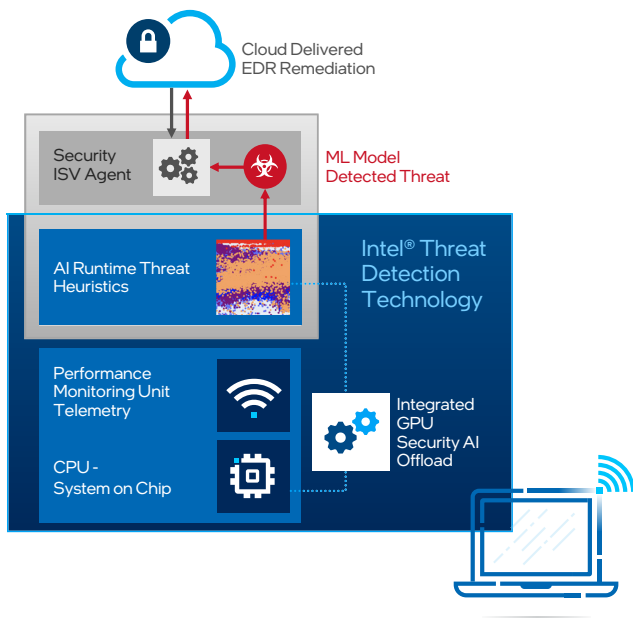 Cloud Delivered
EDR Remediation
Security
ISV Agent
ML Model
Detected Threat
AI Runtime Threat
Heuristics
Intel® Threat
Detection
Technology
Performance
Monitoring Unit
Telemetry
Integrated
GPU
Security AI
Offload
CPU -
System on Chip